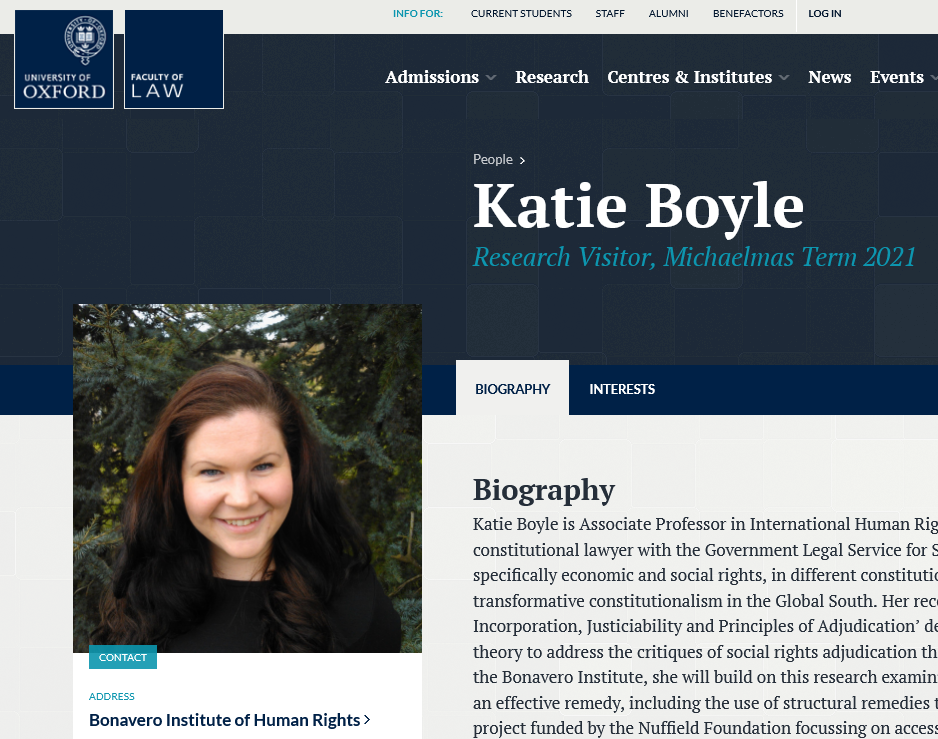 INFO FOR: CURRENT STUDENTS STAFF ALUMNI BENEFACTORS LOG IN
UNIVERSITY OF
OXFORD
FACULTY OF
LAW
Admissions Research Centres & Institutes News Events
People
Katie Boyle
Research Visitor, Michaelmas Term 2021
BIOGRAPHY INTERESTS
Biography
Katie Boyle is Associate Professor in International Human Rig
constitutional lawyer with the Government Legal Service for S
specifically economic and social rights, in different constitutio
transformative constitutionalism in the Global South. Her rec
Incorporation, Justiciability and Principles of Adjudication’ de
theory to address the critiques of social rights adjudication th
the Bonavero Institute, she will build on this research examin
an effective remedy, including the use of structural remedies t
project funded by the Nuffield Foundation focussing on access
CONTACT
ADDRESS
Bonavero Institute of Human Rights